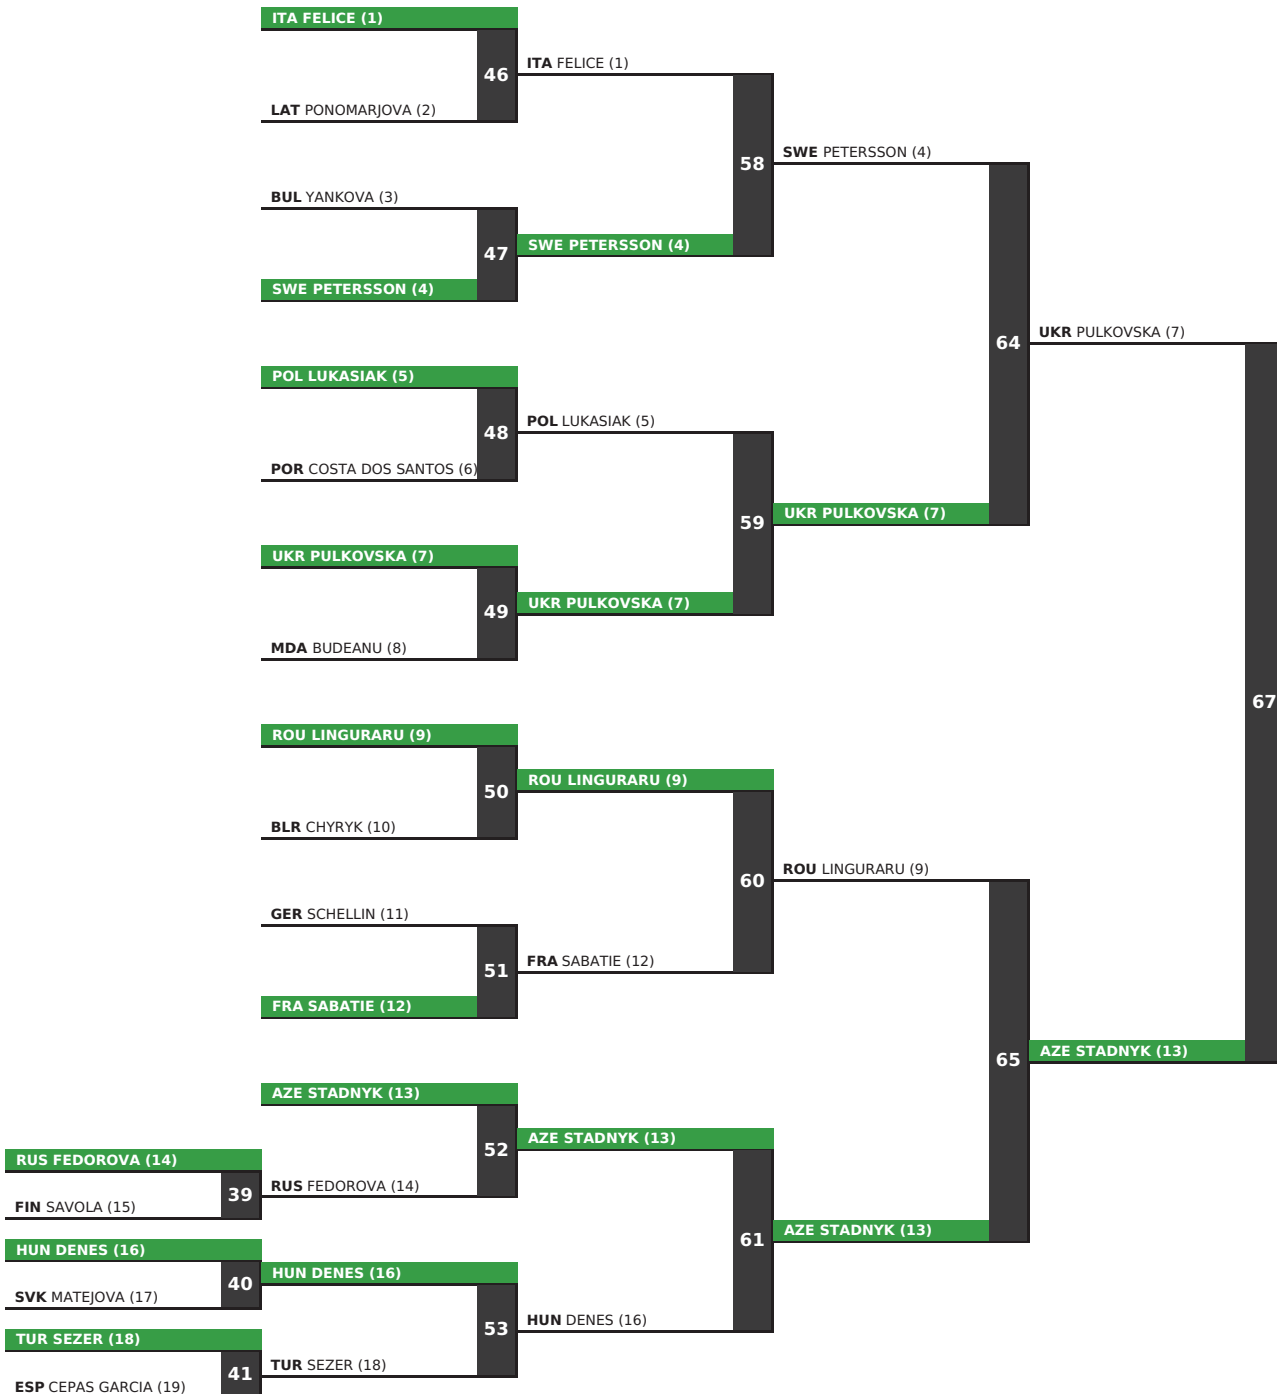 ITA FELICE (1)
46
ITA FELICE (1)
LAT PONOMARJOVA (2)
58
SWE PETERSSON (4)
BUL YANKOVA (3)
47
SWE PETERSSON (4)
SWE PETERSSON (4)
64
UKR PULKOVSKA (7)
POL LUKASIAK (5)
48
POL LUKASIAK (5)
POR COSTA DOS SANTOS (6)
59
UKR PULKOVSKA (7)
UKR PULKOVSKA (7)
49
UKR PULKOVSKA (7)
MDA BUDEANU (8)
67
ROU LINGURARU (9)
50
ROU LINGURARU (9)
BLR CHYRYK (10)
60
ROU LINGURARU (9)
GER SCHELLIN (11)
51
FRA SABATIE (12)
FRA SABATIE (12)
65
AZE STADNYK (13)
AZE STADNYK (13)
52
AZE STADNYK (13)
RUS FEDOROVA (14)
39
RUS FEDOROVA (14)
FIN SAVOLA (15)
61
AZE STADNYK (13)
HUN DENES (16)
40
HUN DENES (16)
SVK MATEJOVA (17)
53
HUN DENES (16)
TUR SEZER (18)
41
TUR SEZER (18)
ESP CEPAS GARCIA (19)